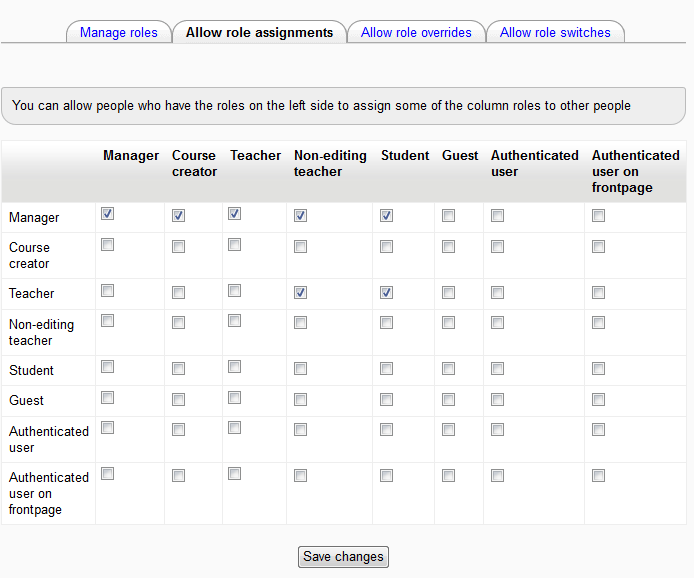 Manage roles Allow role assignments Allow role overrides Allow role switches
You can allow people who have the roles on the left side to assign some of the column roles to other people
Manager Course creator Teacher Non-editing teacher Student Guest Authenticated user Authenticated user on frontpage
Manager
Course
creator
Teacher
Non-editing
teacher
Student
Guest
Authenticated
user
Authenticated
user on
frontpage
Save changes